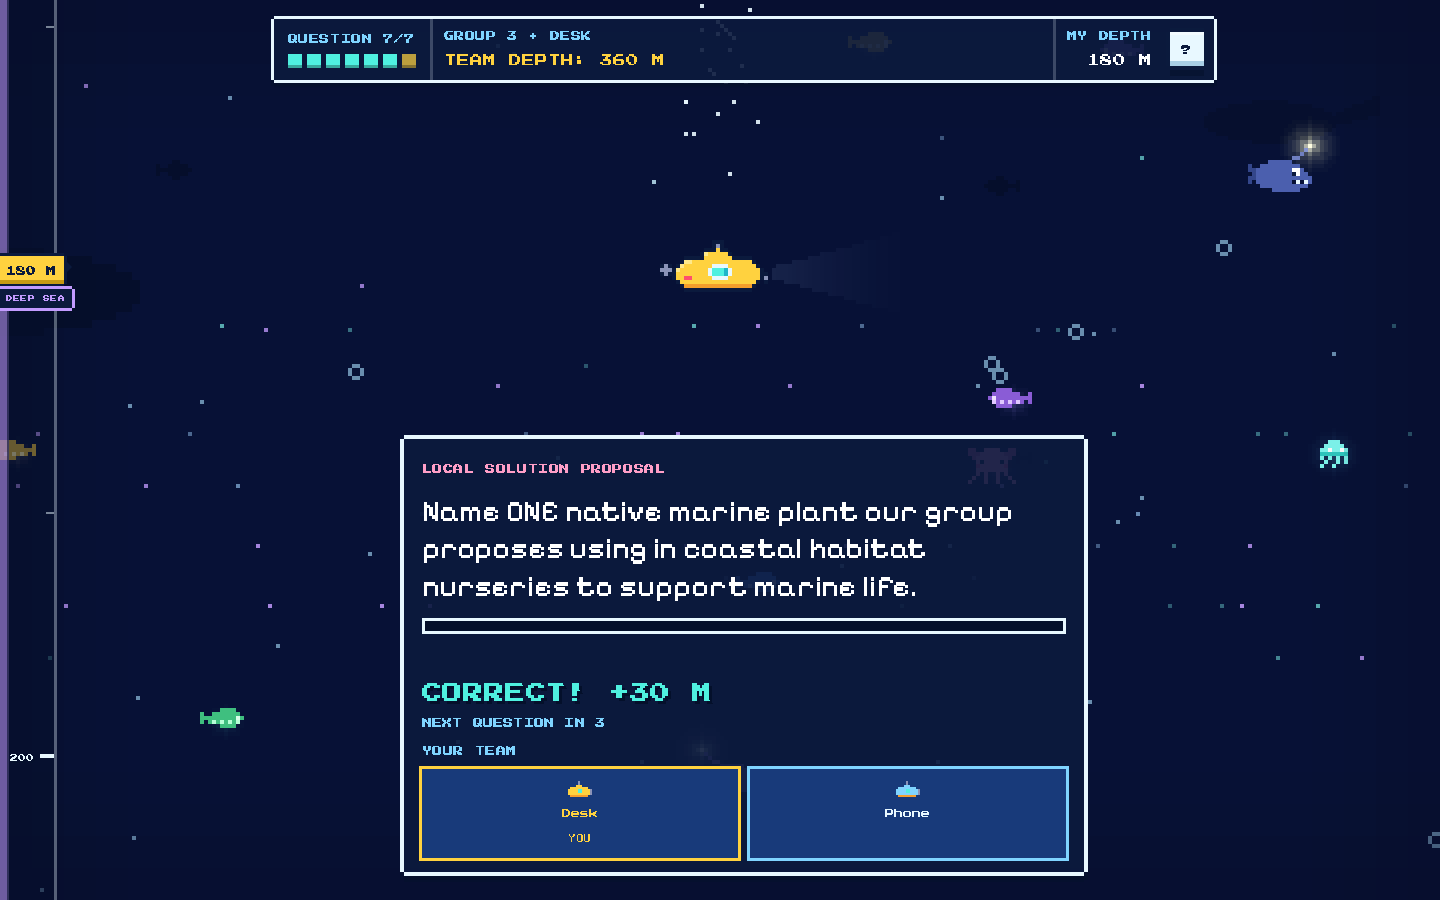 QUESTION 7/7
GROUP 3 + DESK
TEAM DEPTH: 360 M
MY DEPTH
180 M
?
180 M
DEEP SEA
LOCAL SOLUTION PROPOSAL
Name ONE native marine plant our group
proposes using in coastal habitat
nurseries to support marine life.
CORRECT! +30 M
NEXT QUESTION IN 3
YOUR TEAM
200
Desk
YOU
Phone